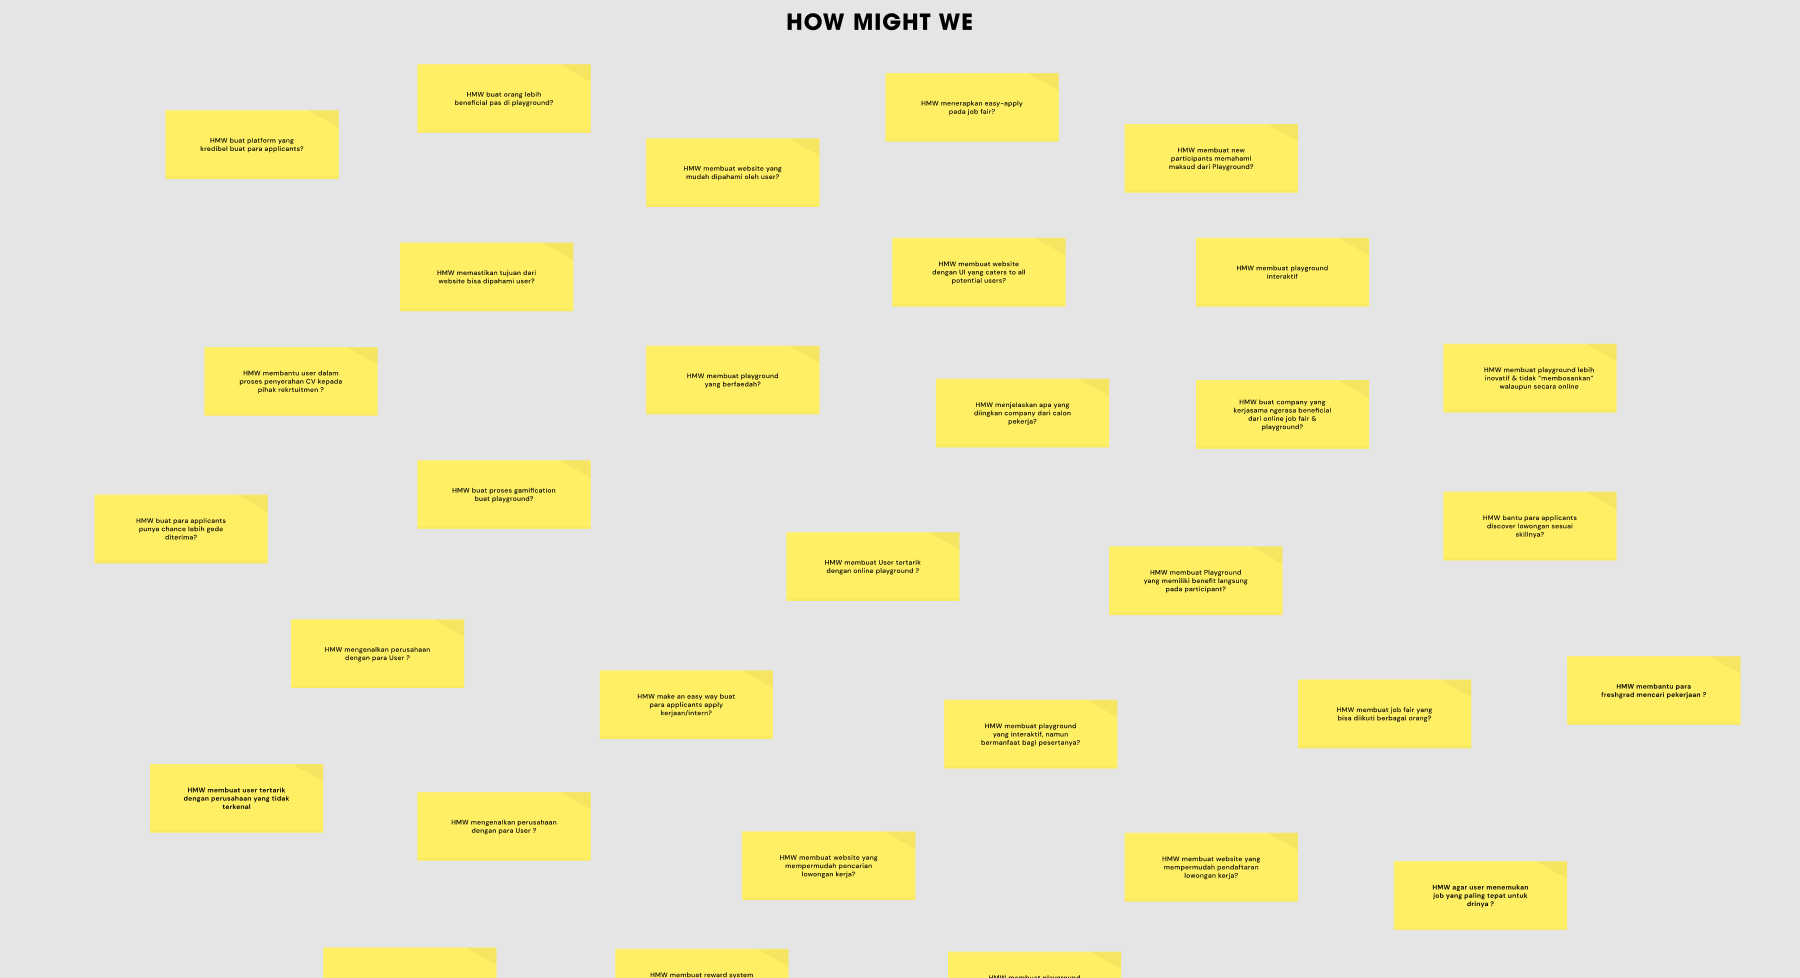 HOW MIGHT WE
HMW buat orang lebih
beneficial pas di playground?
HMW menerapkan easy-apply
pada job fair?
HMW buat platform yang
kredibel buat para applicants?
HMW membuat website yang
mudah dipahami oleh user?
HMW membuat new
participants memahami
maksud dari Playground?
HMW memastikan tujuan dari
website bisa dipahami user?
HMW membuat website
dengan UI yang caters to all
potential users?
HMW membuat playground
interaktif
HMW membantu user dalam
proses penyerahan CV kepada
pihak rekrtuitmen ?
HMW membuat playground
yang berfaedah?
HMW menjelaskan apa yang
diingkan company dari calon
pekerja?
HMW buat company yang
kerjasama ngerasa beneficial
dari online job fair &
playground?
HMW membuat playground lebih
inovatif & tidak "membosankan"
walaupun secara online
HMW buat para applicants
punya chance lebih gede
diterima?
HMW buat proses gamification
buat playground?
HMW membuat User tertarik
dengan online playground ?
HMW membuat Playground
yang memiliki benefit langsung
pada participant?
HMW bantu para applicants
discover lowongan sesuai
skillnya?
HMW mengenalkan perusahaan
dengan para User ?
HMW make an easy way buat
para applicants apply
kerjaan/intern?
HMW membuat playground
yang interaktif, namun
bermanfaat bagi pesertanya?
HMW membuat job fair yang
bisa diikuti berbagai orang?
HMW membantu para
freshgrad mencari pekerjaan ?
HMW membuat user tertarik
dengan perusahaan yang tidak
terkenal
HMW mengenalkan perusahaan
dengan para User ?
HMW membuat website yang
mempermudah pencarian
lowongan kerja?
HMW membuat website yang
mempermudah pendaftaran
lowongan kerja?
HMW agar user menemukan
job yang paling tepat untuk
drinya ?
HMW membuat reward system
HMW membuat playground